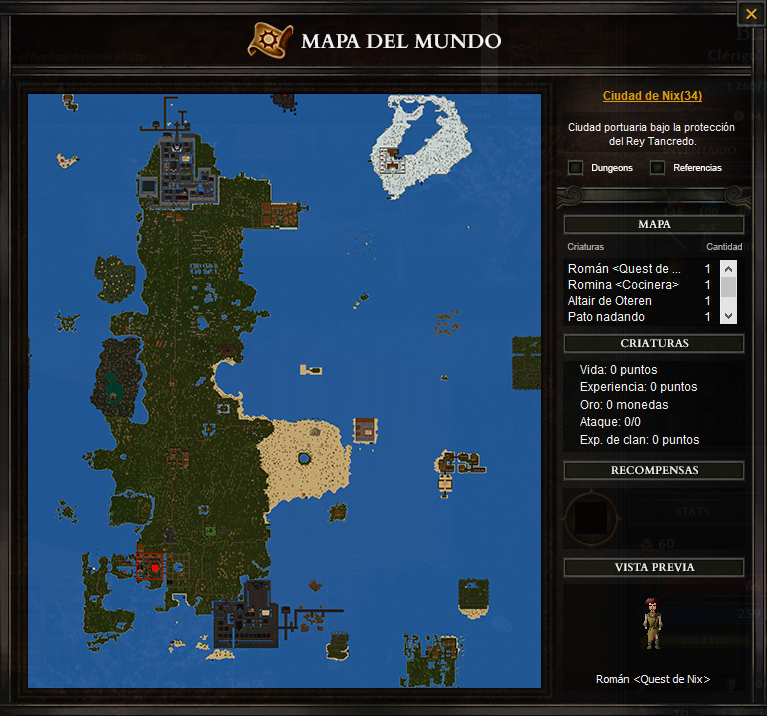 MAPA DEL MUNDO
Ciudad de Nix(34)
Ciudad portuaria bajo la protección
del Rey Tancredo.
Dungeons Referencias
MAPA
Criaturas Cantidad
Román <Quest de ... 1
Romina <Cocinera> 1
Altair de Oteren 1
Pato nadando 1
CRIATURAS
Vida: 0 puntos
Experiencia: 0 puntos
Oro: 0 monedas
Ataque: 0/0
Exp. de clan: 0 puntos
RECOMPENSAS
STATS
60
VISTA PREVIA
Román <Quest de Nix>